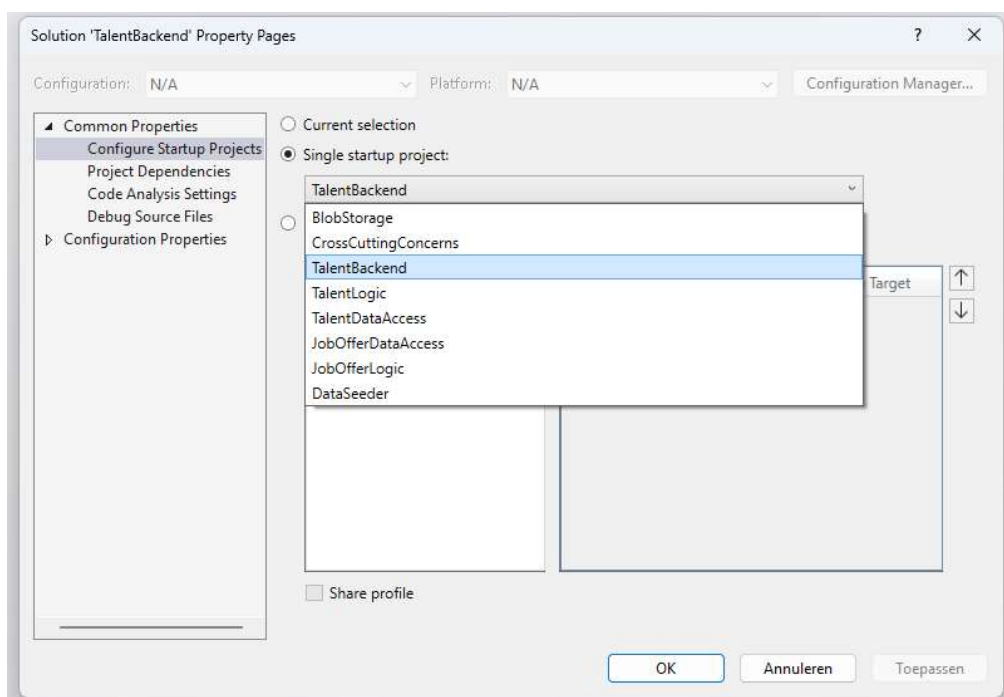 Solution 'TalentBackend' Property Pages
?
Configuration: N/A Platform: N/A Configuration Manager...
Common Properties
Configure Startup Projects
Project Dependencies
Code Analysis Settings
Debug Source Files
Configuration Properties
Current selection
Single startup project:
TalentBackend
BlobStorage
CrossCuttingConcerns
TalentBackend
TalentLogic
TalentDataAccess
JobOfferDataAccess
JobOfferLogic
DataSeeder
Target
Share profile
OK Annuleren Toepassen